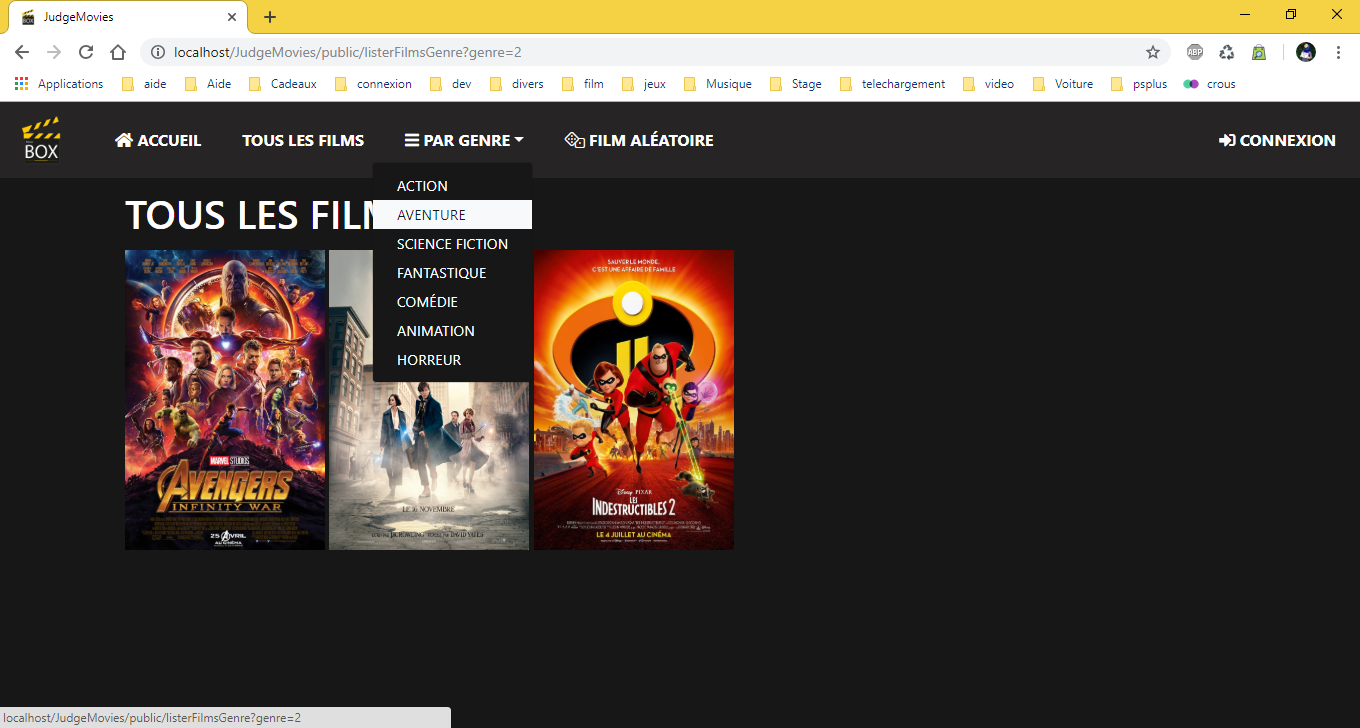 JudgeMovies
localhost/JudgeMovies/public/listerFilmsGenre?genre=2
ABP
Applications aide Aide Cadeaux connexion dev divers film jeux Musique Stage telechargement video Voiture psplus crous
BOX
ACCUEIL TOUS LES FILMS PAR GENRE FILM ALÉATOIRE CONNEXION
ACTION
AVENTURE
SCIENCE FICTION
FANTASTIQUE
COMÉDIE
ANIMATION
HORREUR
TOUS LES FILM
MARVEL STUDIOS
AVENGERS
INFINITY WAR
25 AVRIL
AU CINÉMA
LE 16 NOVEMBRE
J.K. ROWLING DAVID YATES
SAUVER LE MONDE...
C'EST UNE AFFAIRE DE FAMILLE
DISNEY PIXAR
LES
INDESTRUCTIBLES 2
LE 4 JUILLET AU CINÉMA
localhost/JudgeMovies/public/listerFilmsGenre?genre=2